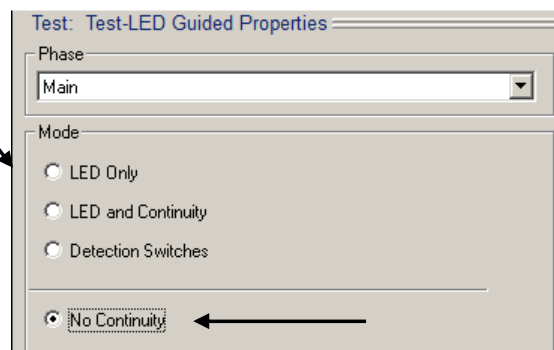 Test: Test-LED Guided Properties
Phase
Main
Mode
LED Only
LED and Continuity
Detection Switches
No Continuity